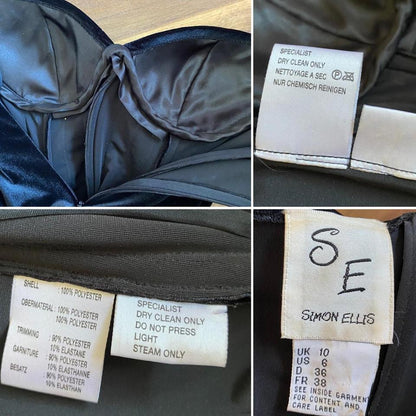 SPECIALIST
DRY CLEAN ONLY
NETTOYAGE A SEC
NUR CHEMISCH REINIGEN
SHELL : 100% POLYESTER
OBERMATERIAL : 100% POLYESTER
: 100% POLYESTER
TRIMMING : 90% POLYESTER
10% ELASTANE
GARNITURE : 90% POLYESTER
10% ELASTHANNE
BESATZ : 90% POLYESTER
10% ELASTHAN
SPECIALIST
DRY CLEAN ONLY
DO NOT PRESS
LIGHT
STEAM ONLY
S
E
SIMON ELLIS
UK 10
US 6
D 36
FR 38
SEE INSIDE GARMENT
FOR CONTENT AND
CARE LABEL